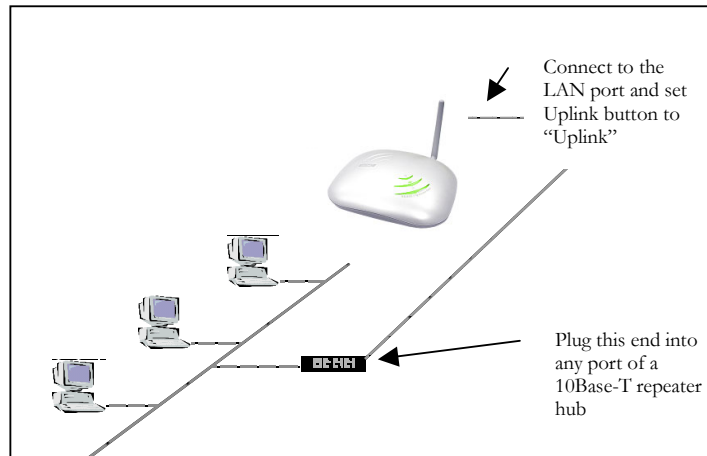 Connect to the
LAN port and set
Uplink button to
“Uplink”
Plug this end into
any port of a
10Base-T repeater
hub